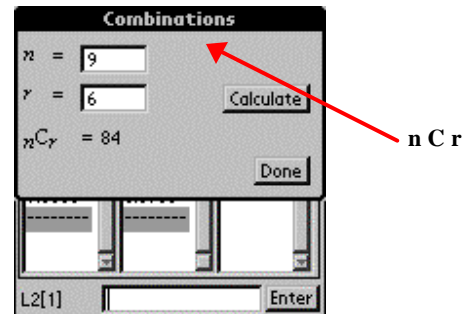 Combinations
n = 9
r = 6 Calculate
nCr = 84
n C r
Done
L2[1] Enter